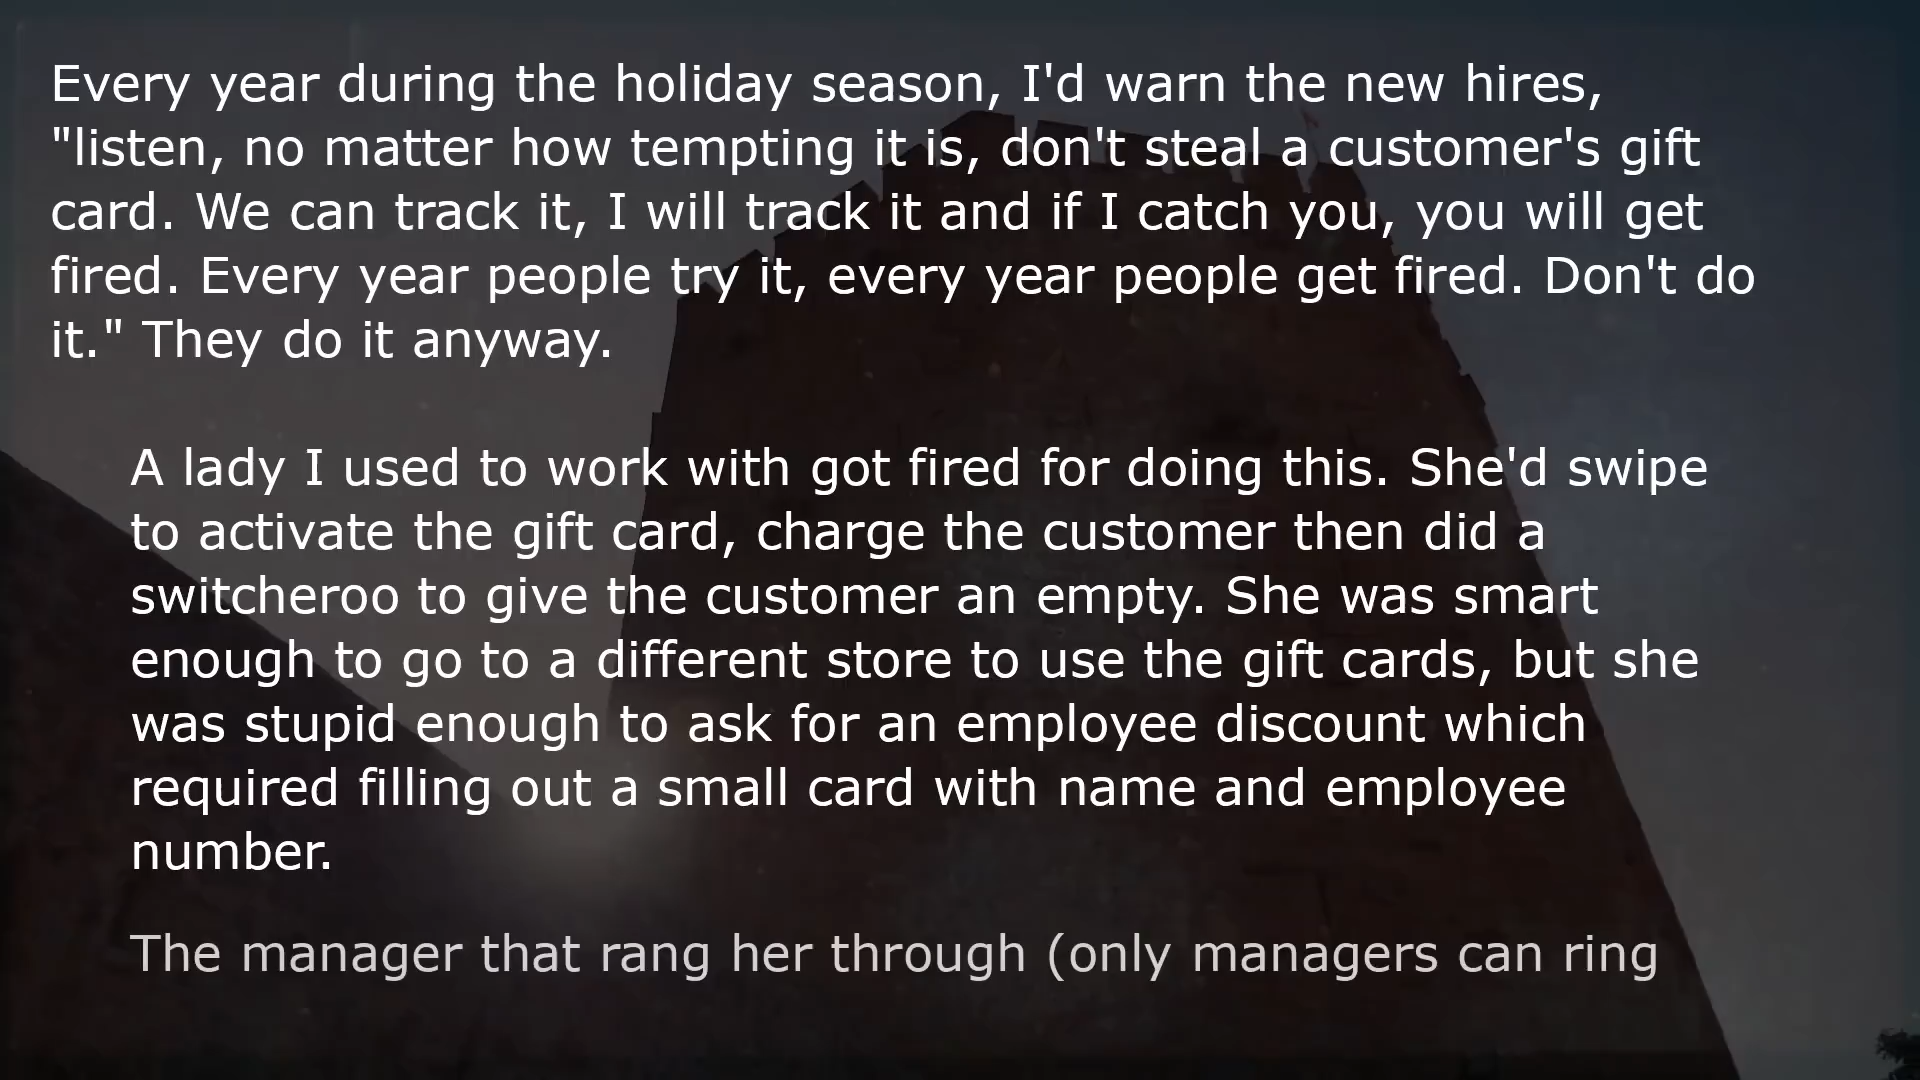 Every year during the holiday season, I'd warn the new hires,
"listen, no matter how tempting it is, don't steal a customer's gift
card. We can track it, I will track it and if I catch you, you will get
fired. Every year people try it, every year people get fired. Don't do
it." They do it anyway.
A lady I used to work with got fired for doing this. She'd swipe
to activate the gift card, charge the customer then did a
switcheroo to give the customer an empty. She was smart
enough to go to a different store to use the gift cards, but she
was stupid enough to ask for an employee discount which
required filling out a small card with name and employee
number.
The manager that rang her through (only managers can ring